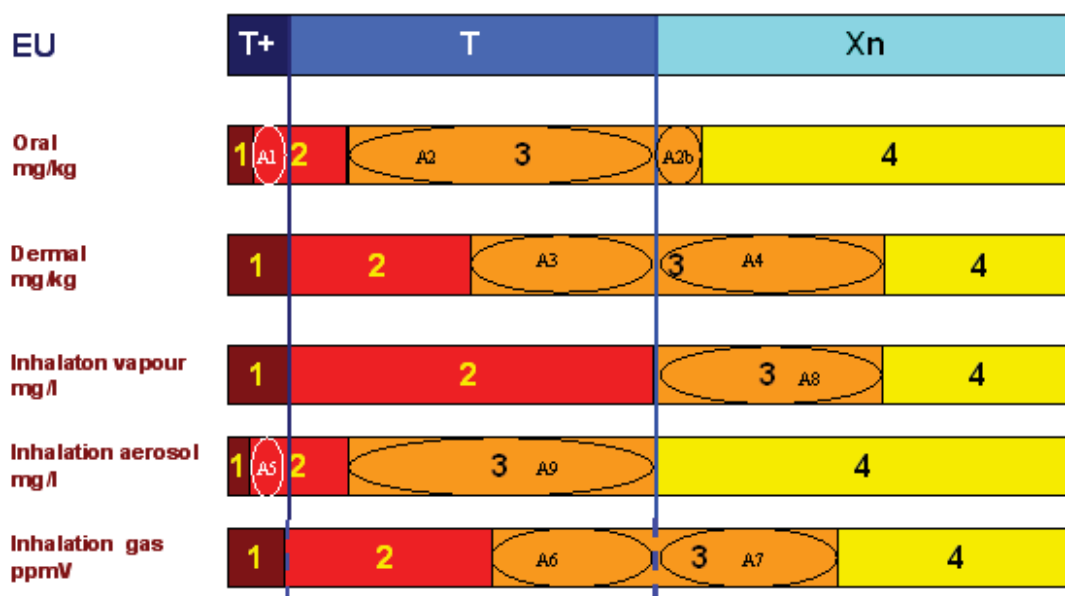 EU T+ T Xn
Oral
mg/kg
1 A1 2 A2 3 A2b 4
Dermal
mg/kg
1 2 A3 3 A4 4
Inhalaton vapour
mg/l
1 2 3 A8 4
Inhalation aerosol
mg/l
1 A5 2 3 A9 4
Inhalation gas
ppmV
1 2 A6 3 A7 4